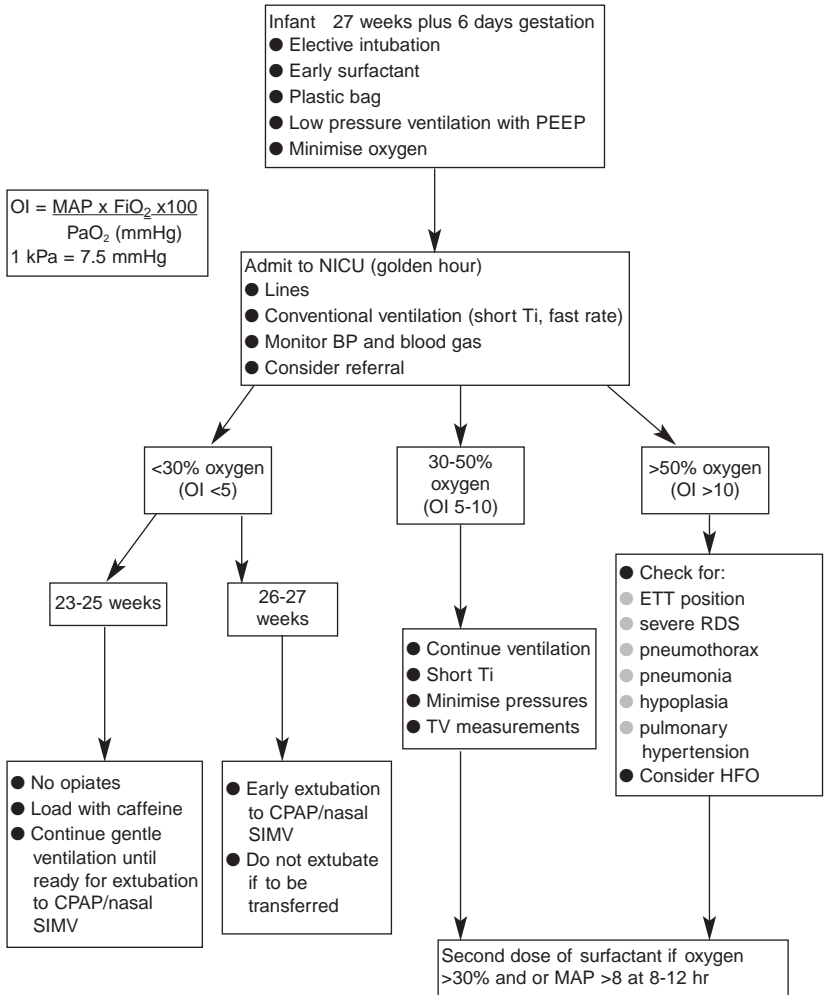 Infant 27 weeks plus 6 days gestation
● Elective intubation
● Early surfactant
● Plastic bag
● Low pressure ventilation with PEEP
● Minimise oxygen
OI = MAP x FiO₂ x100
PaO₂ (mmHg)
1 kPa = 7.5 mmHg
Admit to NICU (golden hour)
● Lines
● Conventional ventilation (short Ti, fast rate)
● Monitor BP and blood gas
● Consider referral
<30% oxygen
(OI <5)
30-50%
oxygen
(OI 5-10)
>50% oxygen
(OI >10)
23-25 weeks
26-27
weeks
● Continue ventilation
● Short Ti
● Minimise pressures
● TV measurements
● Check for:
● ETT position
● severe RDS
● pneumothorax
● pneumonia
● hypoplasia
● pulmonary
hypertension
● Consider HFO
● No opiates
● Load with caffeine
● Continue gentle
ventilation until
ready for extubation
to CPAP/nasal
SIMV
● Early extubation
to CPAP/nasal
SIMV
● Do not extubate
if to be
transferred
Second dose of surfactant if oxygen
>30% and or MAP >8 at 8-12 hr